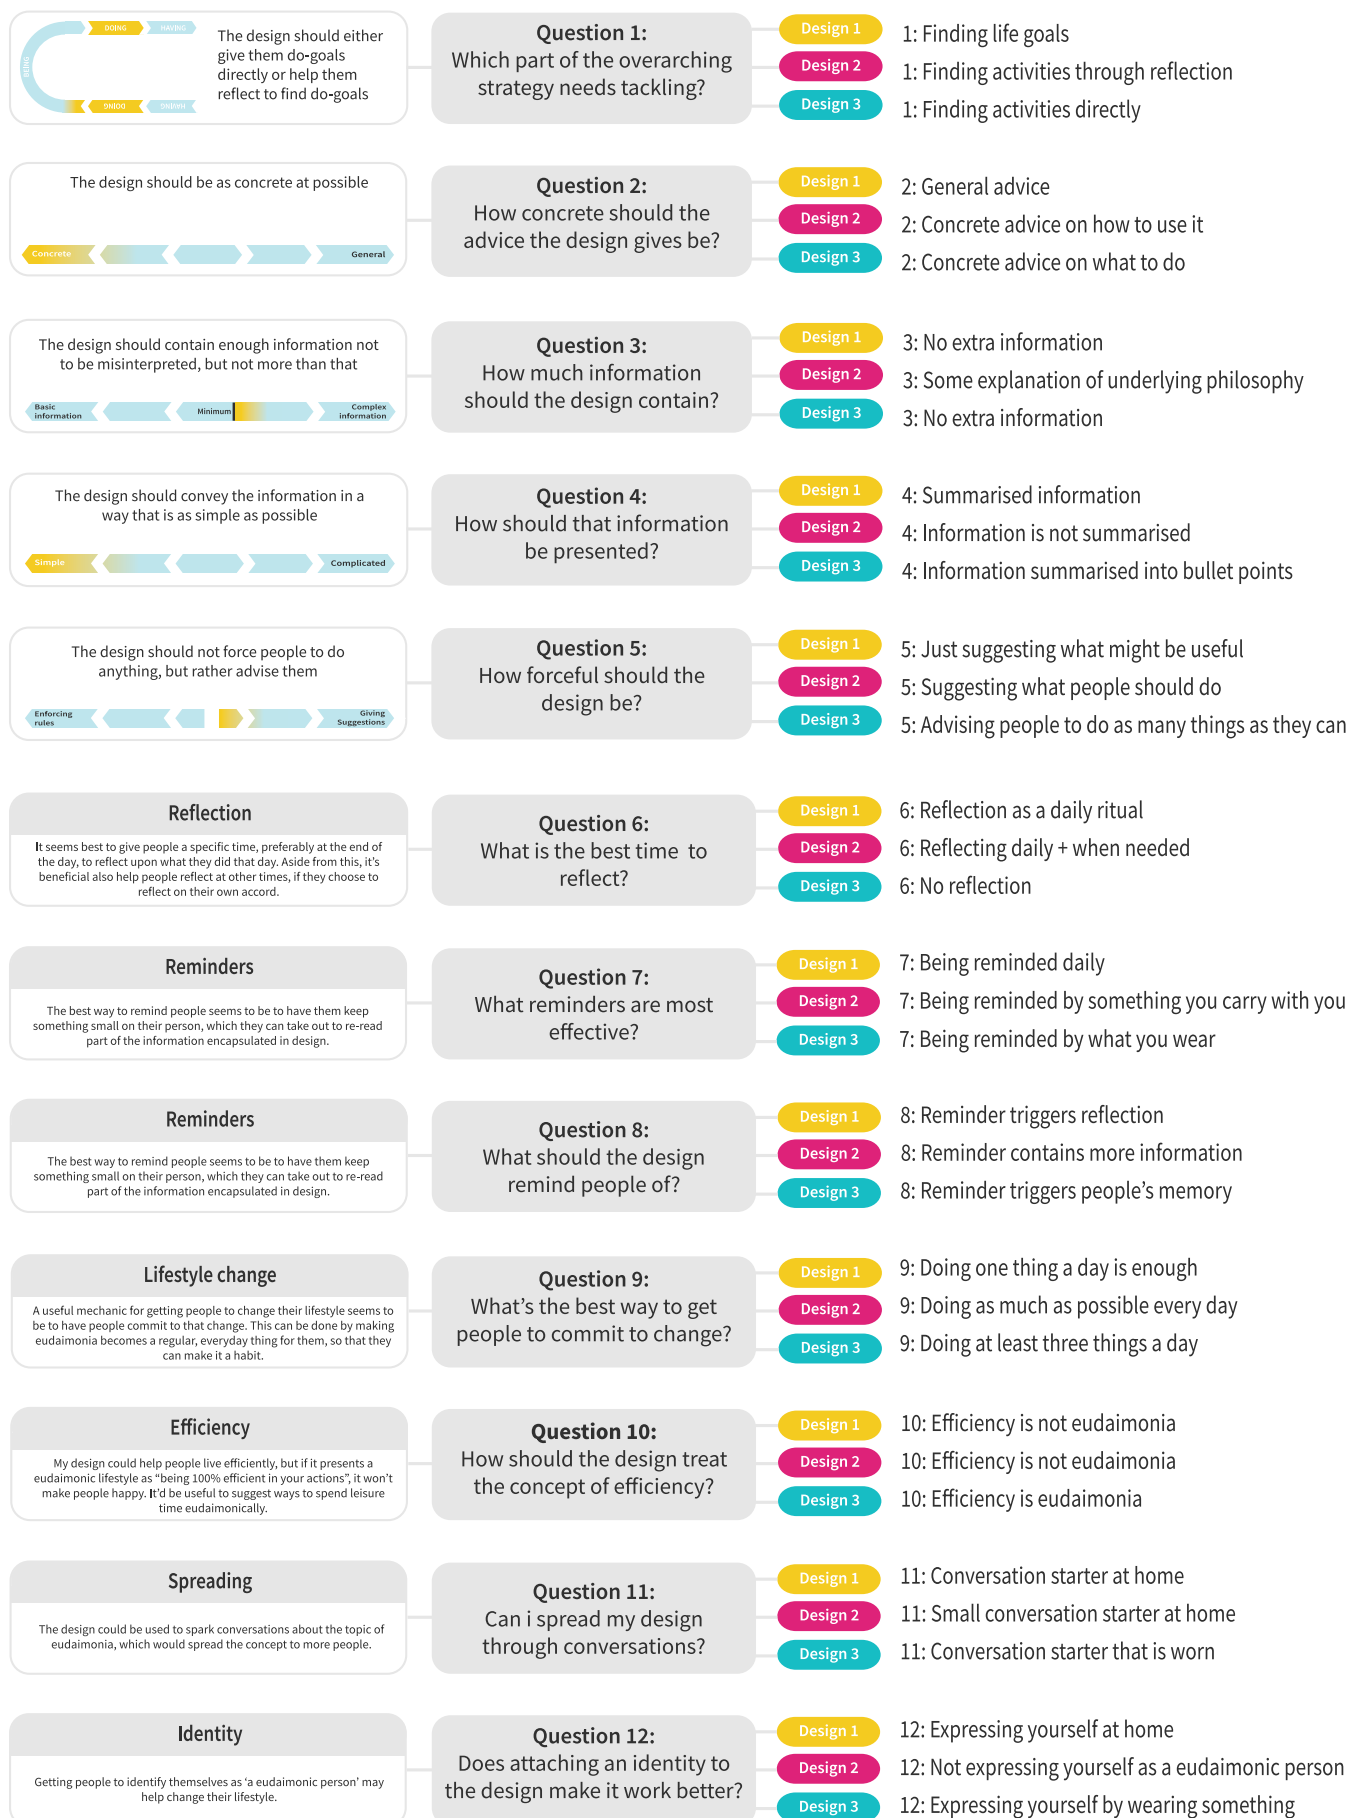 DOING
HAVING
BEING
DOING
HAVING
The design should either
give them do-goals
directly or help them
reflect to find do-goals
Question 1:
Which part of the overarching
strategy needs tackling?
Design 1
Design 2
Design 3
1: Finding life goals
1: Finding activities through reflection
1: Finding activities directly
The design should be as concrete at possible
Concrete
General
Question 2:
How concrete should the
advice the design gives be?
Design 1
Design 2
Design 3
2: General advice
2: Concrete advice on how to use it
2: Concrete advice on what to do
The design should contain enough information not
to be misinterpreted, but not more than that
Basic
information
Minimum
Complex
information
Question 3:
How much information
should the design contain?
Design 1
Design 2
Design 3
3: No extra information
3: Some explanation of underlying philosophy
3: No extra information
The design should convey the information in a
way that is as simple as possible
Simple
Complicated
Question 4:
How should that information
be presented?
Design 1
Design 2
Design 3
4: Summarised information
4: Information is not summarised
4: Information summarised into bullet points
The design should not force people to do
anything, but rather advise them
Enforcing
rules
Giving
Suggestions
Question 5:
How forceful should the
design be?
Design 1
Design 2
Design 3
5: Just suggesting what might be useful
5: Suggesting what people should do
5: Advising people to do as many things as they can
Reflection
It seems best to give people a specific time, preferably at the end of
the day, to reflect upon what they did that day. Aside from this, it's
beneficial also help people reflect at other times, if they choose to
reflect on their own accord.
Question 6:
What is the best time to
reflect?
Design 1
Design 2
Design 3
6: Reflection as a daily ritual
6: Reflecting daily + when needed
6: No reflection
Reminders
The best way to remind people seems to be to have them keep
something small on their person, which they can take out to re-read
part of the information encapsulated in design.
Question 7:
What reminders are most
effective?
Design 1
Design 2
Design 3
7: Being reminded daily
7: Being reminded by something you carry with you
7: Being reminded by what you wear
Reminders
The best way to remind people seems to be to have them keep
something small on their person, which they can take out to re-read
part of the information encapsulated in design.
Question 8:
What should the design
remind people of?
Design 1
Design 2
Design 3
8: Reminder triggers reflection
8: Reminder contains more information
8: Reminder triggers people's memory
Lifestyle change
A useful mechanic for getting people to change their lifestyle seems to
be to have people commit to that change. This can be done by making
eudaimonia becomes a regular, everyday thing for them, so that they
can make it a habit.
Question 9:
What's the best way to get
people to commit to change?
Design 1
Design 2
Design 3
9: Doing one thing a day is enough
9: Doing as much as possible every day
9: Doing at least three things a day
Efficiency
My design could help people live efficiently, but if it presents a
eudaimonic lifestyle as “being 100% efficient in your actions”, it won't
make people happy. It'd be useful to suggest ways to spend leisure
time eudaimonically.
Question 10:
How should the design treat
the concept of efficiency?
Design 1
Design 2
Design 3
10: Efficiency is not eudaimonia
10: Efficiency is not eudaimonia
10: Efficiency is eudaimonia
Spreading
The design could be used to spark conversations about the topic of
eudaimonia, which would spread the concept to more people.
Question 11:
Can i spread my design
through conversations?
Design 1
Design 2
Design 3
11: Conversation starter at home
11: Small conversation starter at home
11: Conversation starter that is worn
Identity
Getting people to identify themselves as ‘a eudaimonic person’ may
help change their lifestyle.
Question 12:
Does attaching an identity to
the design make it work better?
Design 1
Design 2
Design 3
12: Expressing yourself at home
12: Not expressing yourself as a eudaimonic person
12: Expressing yourself by wearing something